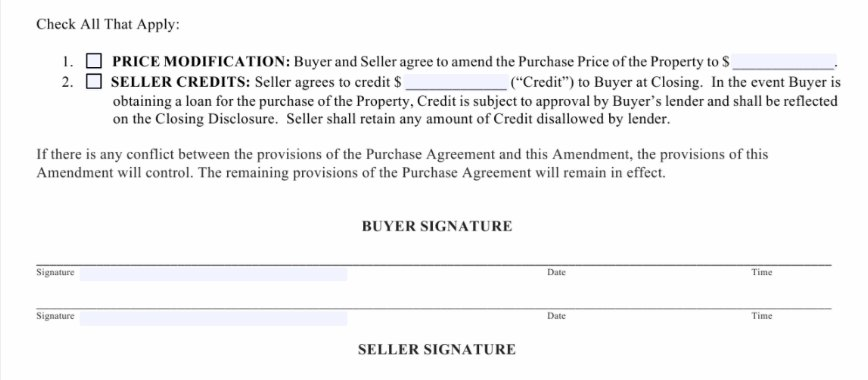 Check All That Apply:
1. PRICE MODIFICATION: Buyer and Seller agree to amend the Purchase Price of the Property to $ ______________.
2. SELLER CREDITS: Seller agrees to credit $ ______________ (“Credit”) to Buyer at Closing. In the event Buyer is
obtaining a loan for the purchase of the Property, Credit is subject to approval by Buyer’s lender and shall be reflected
on the Closing Disclosure. Seller shall retain any amount of Credit disallowed by lender.
If there is any conflict between the provisions of the Purchase Agreement and this Amendment, the provisions of this
Amendment will control. The remaining provisions of the Purchase Agreement will remain in effect.
BUYER SIGNATURE
Signature Date Time
Signature Date Time
SELLER SIGNATURE